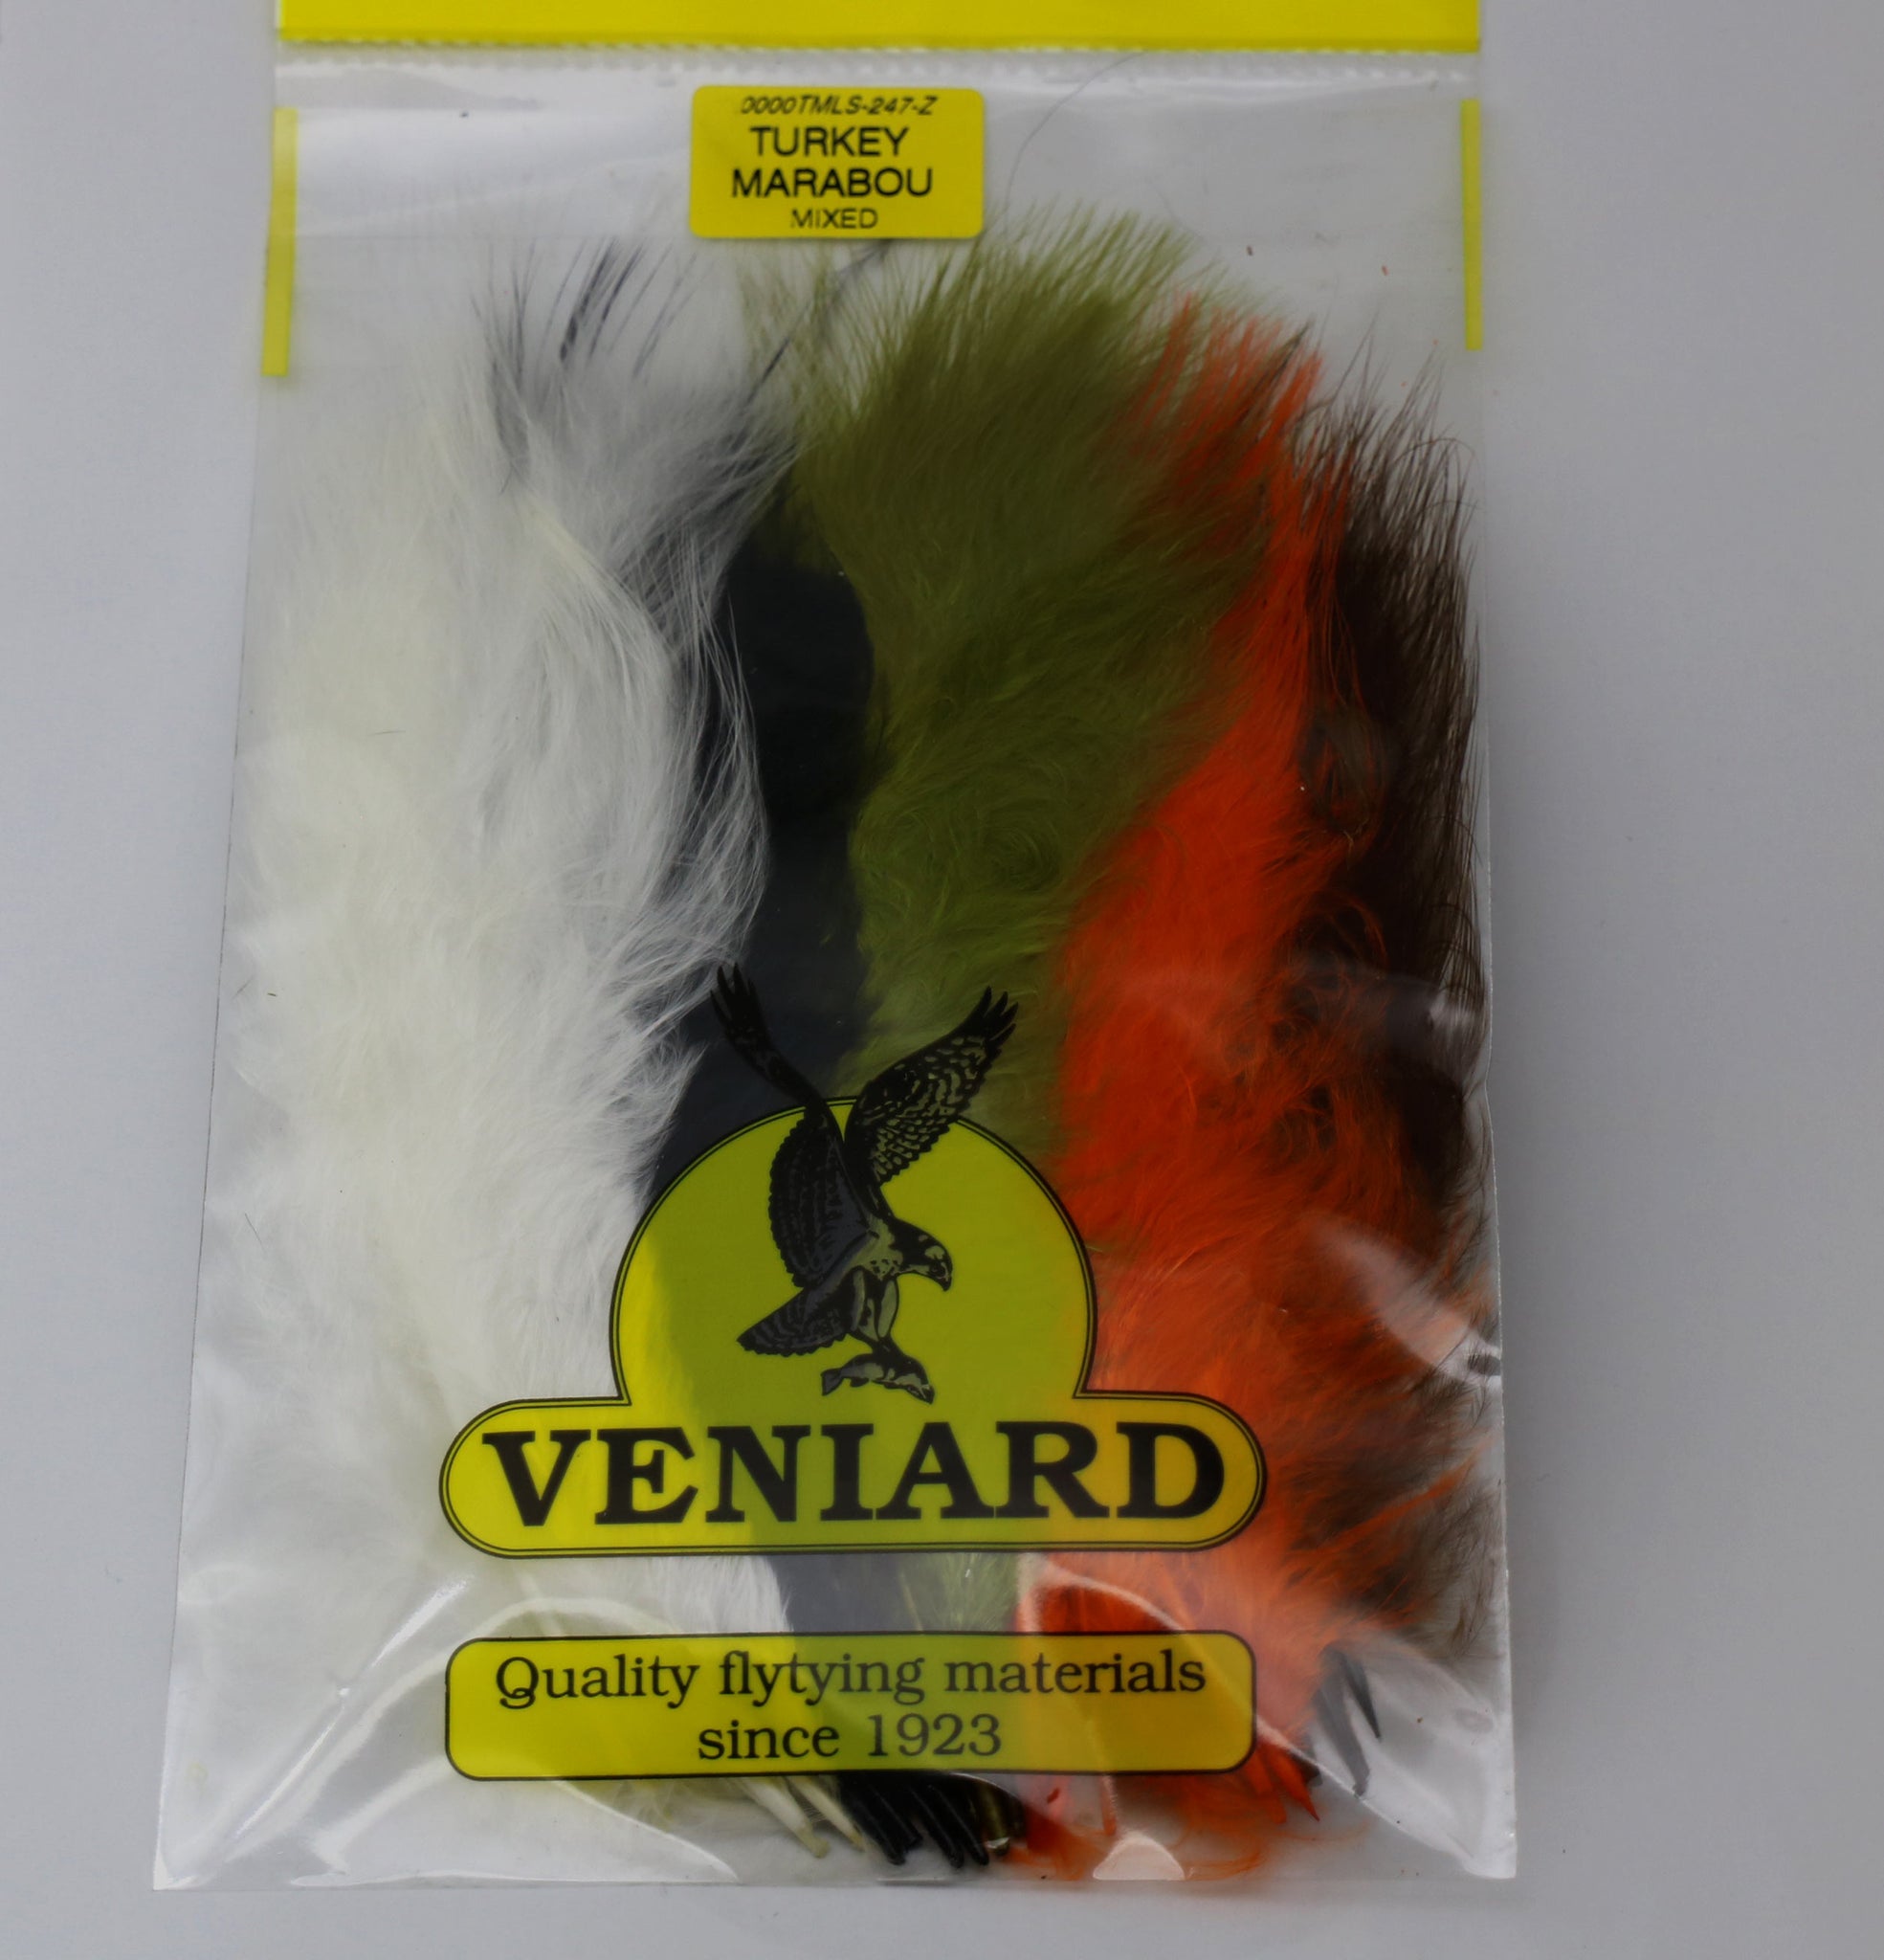 0000TMLS-247-Z
TURKEY
MARABOU
MIXED
VENIARD
Quality flytying materials
since 1923